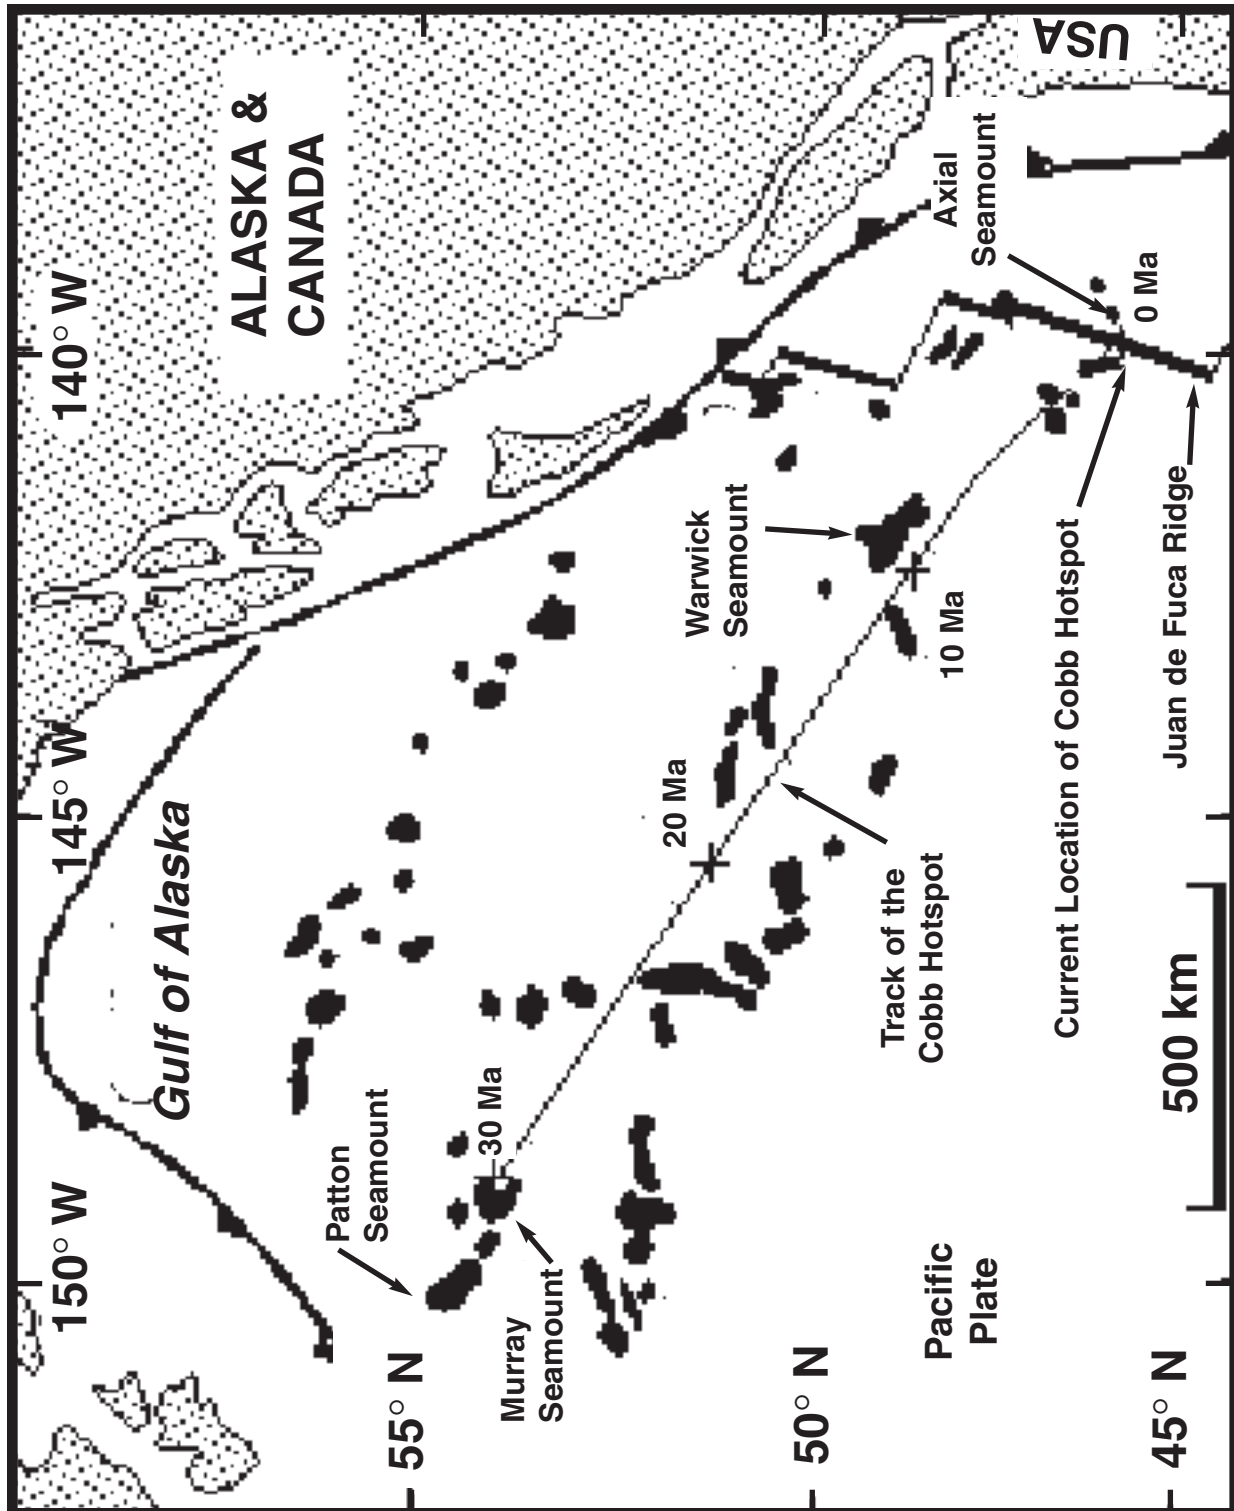 150° W
145° W
140° W
ALASKA &
CANADA
USA
Gulf of Alaska
55° N
Patton
Seamount
30 Ma
Murray
Seamount
20 Ma
Warwick
Seamount
50° N
Track of the
Cobb Hotspot
10 Ma
Axial
Seamount
0 Ma
Pacific
Plate
Current Location of Cobb Hotspot
Juan de Fuca Ridge
45° N
500 km